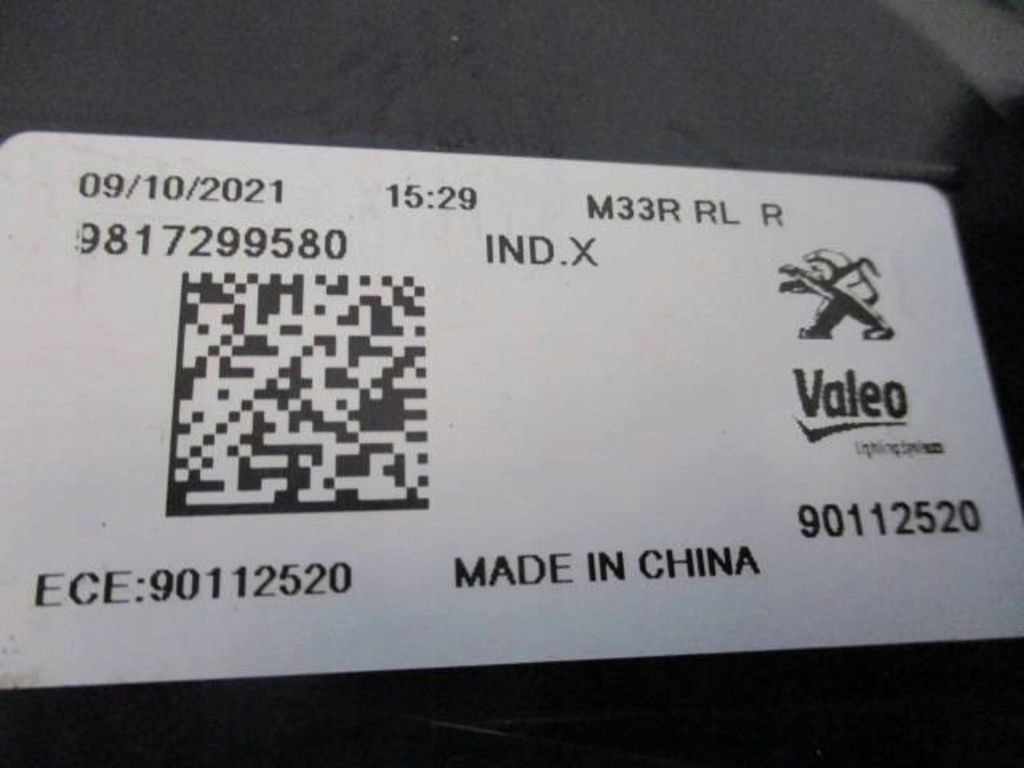 09/10/2021 15:29 M33R RL R
9817299580 IND.X
Valeo
90112520
ECE:90112520 MADE IN CHINA